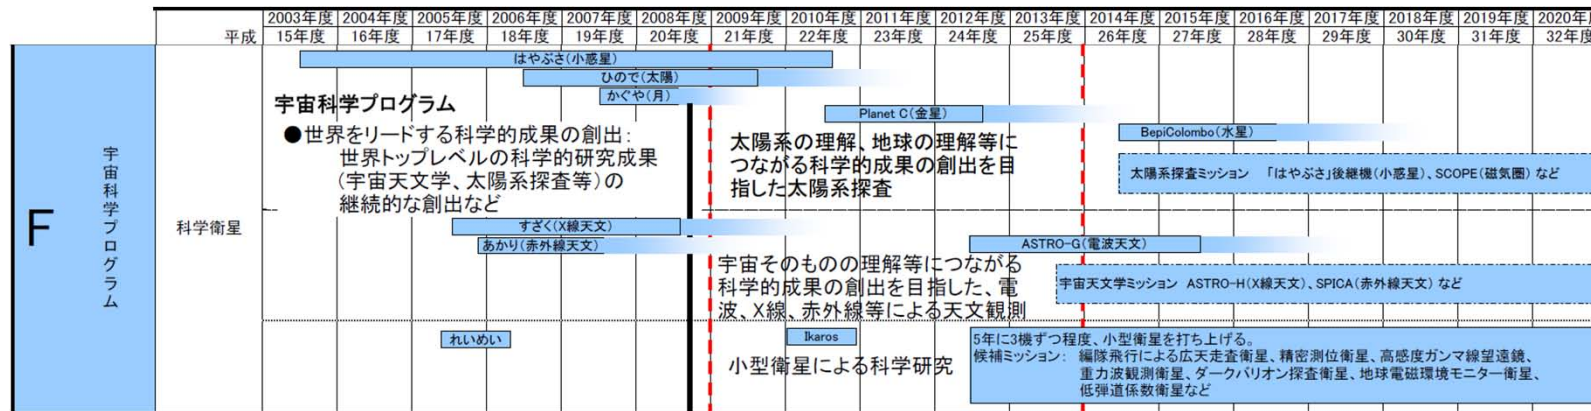 2003年度 2004年度 2005年度 2006年度 2007年度 2008年度 2009年度 2010年度 2011年度 2012年度 2013年度 2014年度 2015年度 2016年度 2017年度 2018年度 2019年度 2020年度
平成 15年度 16年度 17年度 18年度 19年度 20年度 21年度 22年度 23年度 24年度 25年度 26年度 27年度 28年度 29年度 30年度 31年度 32年度
F
宇宙科学プログラム
科学衛星
はやぶさ(小惑星)
ひので(太陽)
かぐや(月)
Planet C(金星)
BepiColombo(水星)
宇宙科学プログラム
●世界をリードする科学的成果の創出:
世界トップレベルの科学的研究成果
(宇宙天文学、太陽系探査等)の
継続的な創出など
太陽系の理解、地球の理解等に
つながる科学的成果の創出を目
指した太陽系探査
太陽系探査ミッション 「はやぶさ」後継機(小惑星)、SCOPE(磁気圏) など
すざく(X線天文)
あかり(赤外線天文)
ASTRO-G(電波天文)
宇宙そのものの理解等につながる
科学的成果の創出を目指した、電
波、X線、赤外線等による天文観測
宇宙天文学ミッション ASTRO-H(X線天文)、SPICA(赤外線天文) など
れいめい
Ikaros
小型衛星による科学研究
5年に3機ずつ程度、小型衛星を打ち上げる。
候補ミッション: 編隊飛行による広天走査衛星、精密測位衛星、高感度ガンマ線望遠鏡、
重力波観測衛星、ダークバリオン探査衛星、地球電磁環境モニター衛星、
低弾道係数衛星など